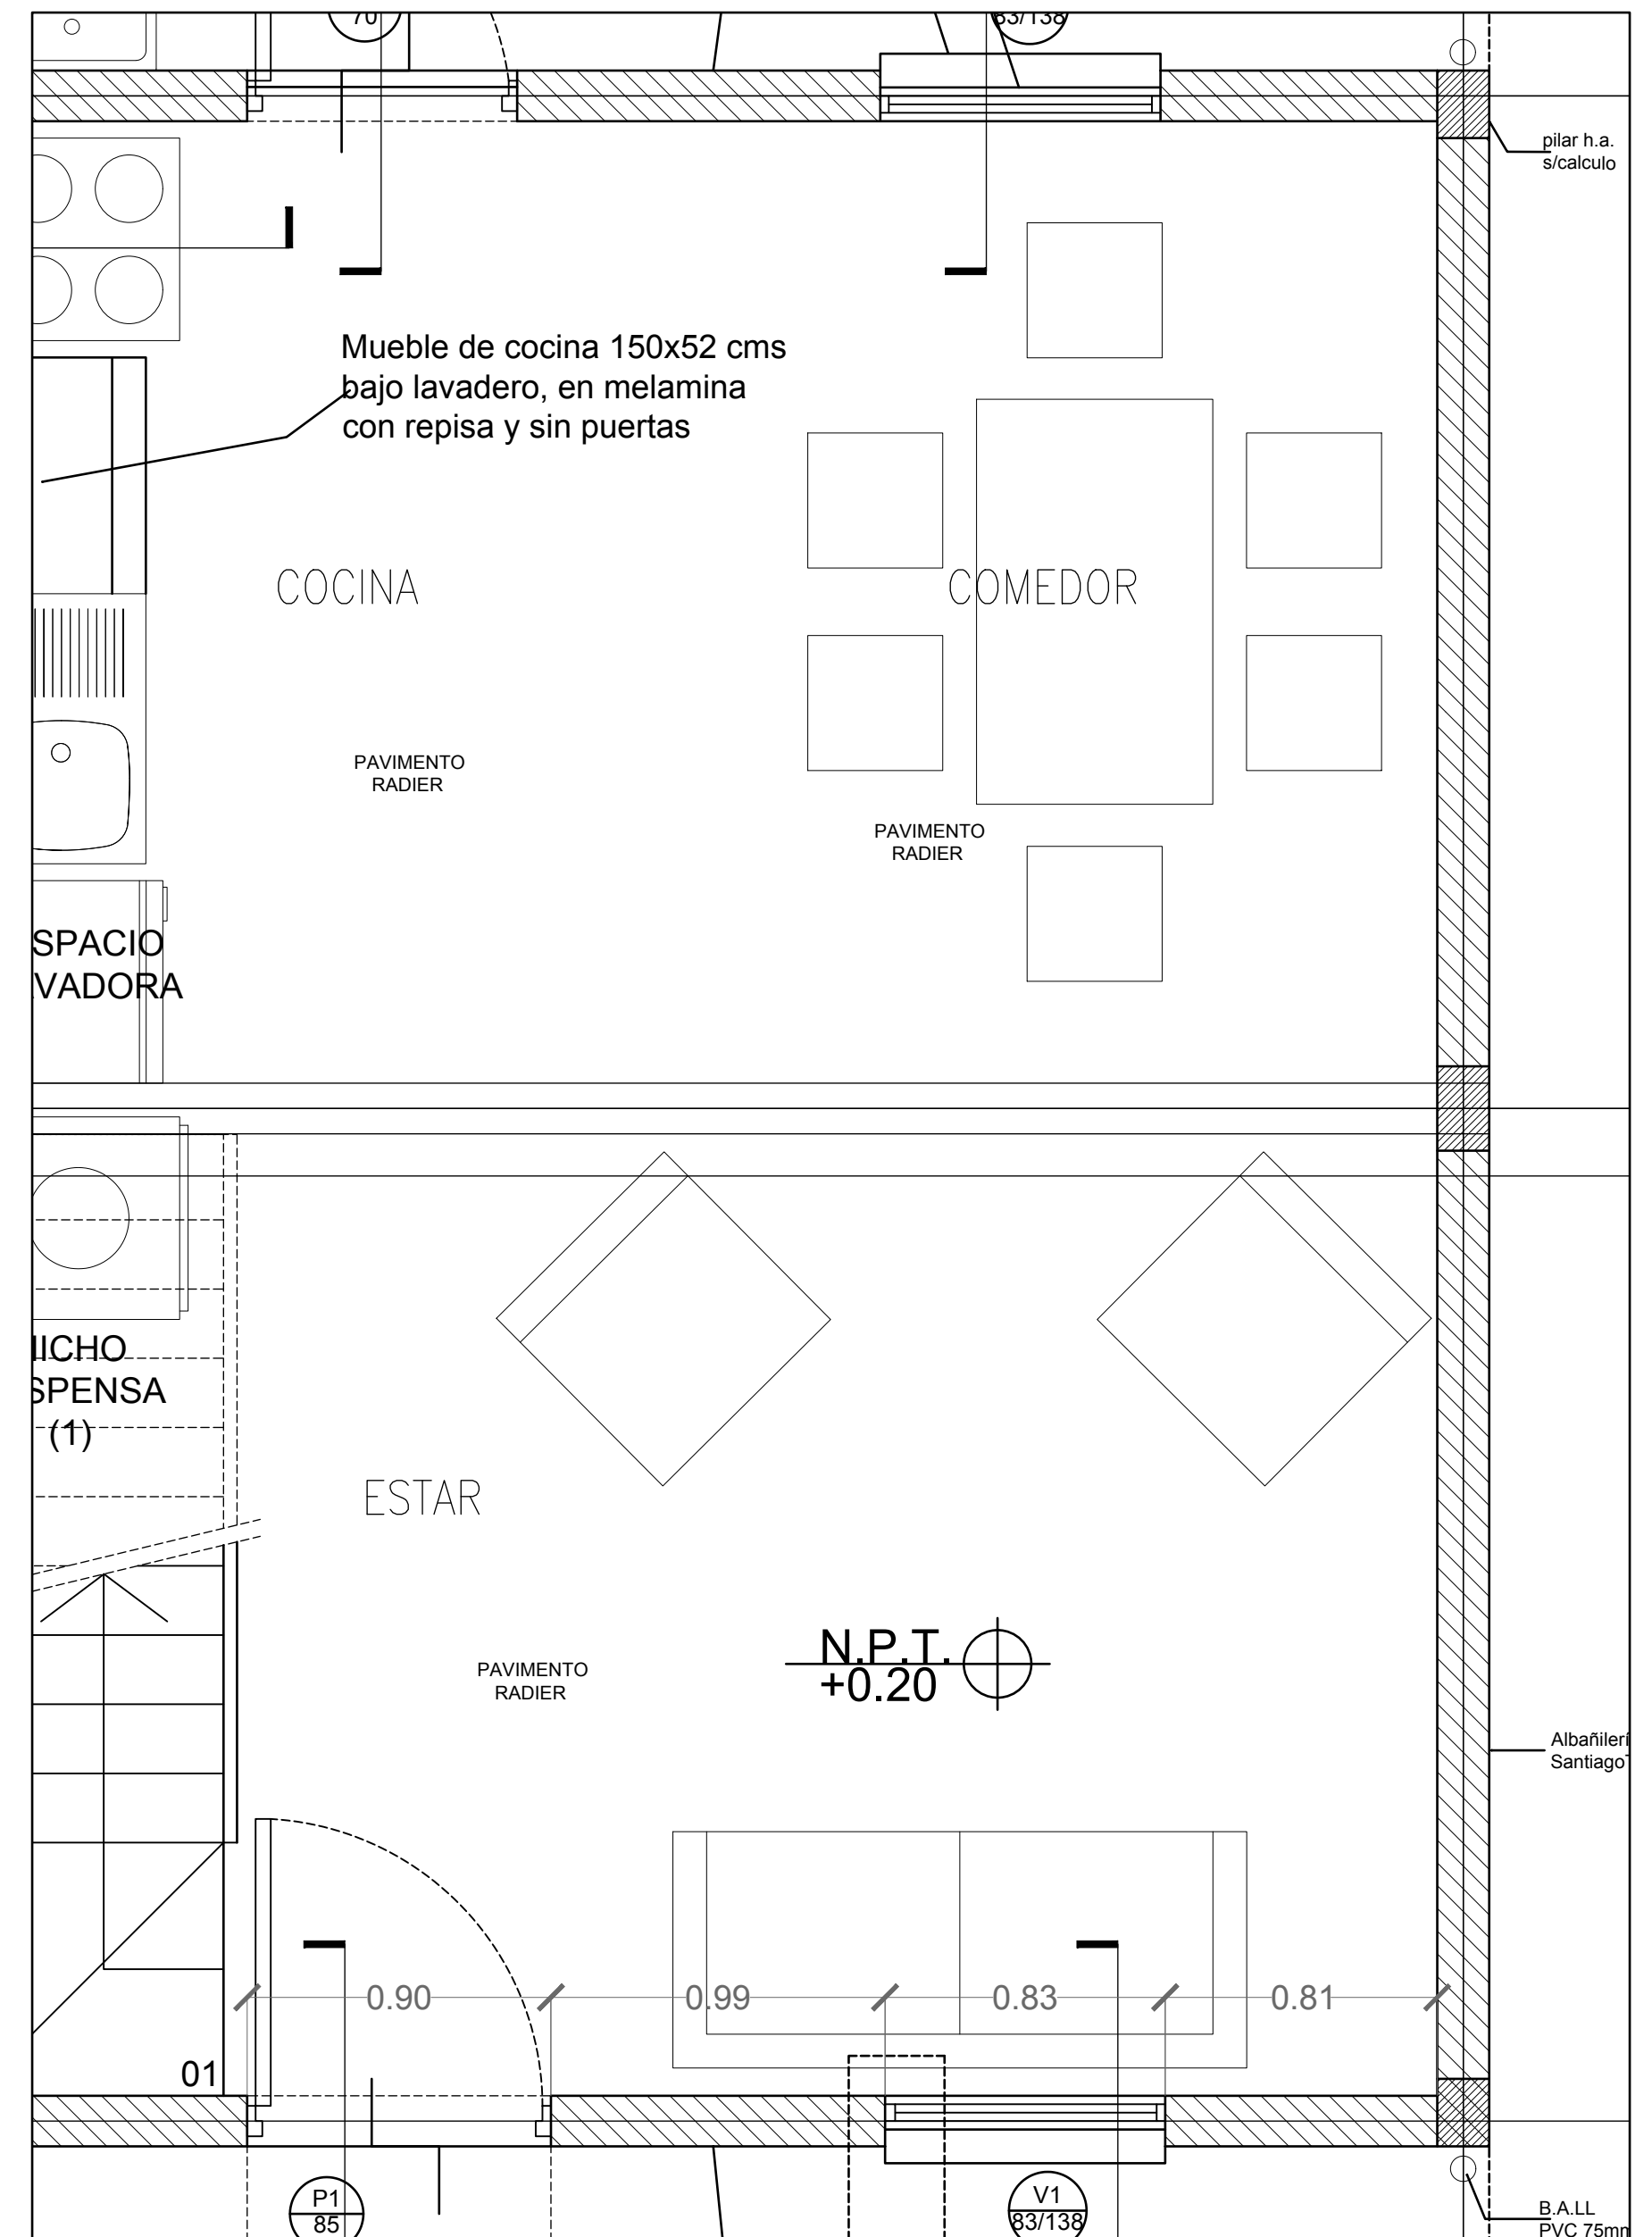 70
83/138
pilar h.a.
s/calculo
Mueble de cocina 150x52 cms
bajo lavadero, en melamina
con repisa y sin puertas
COCINA
COMEDOR
PAVIMENTO
RADIER
PAVIMENTO
RADIER
SPACIO
VADORA
NICHO
SPENSA
(1)
ESTAR
N.P.T.
+0.20
PAVIMENTO
RADIER
Albañilerí
Santiago
0.90
0.99
0.83
0.81
01
P1
85
V1
83/138
B.A.LL
PVC 75mm